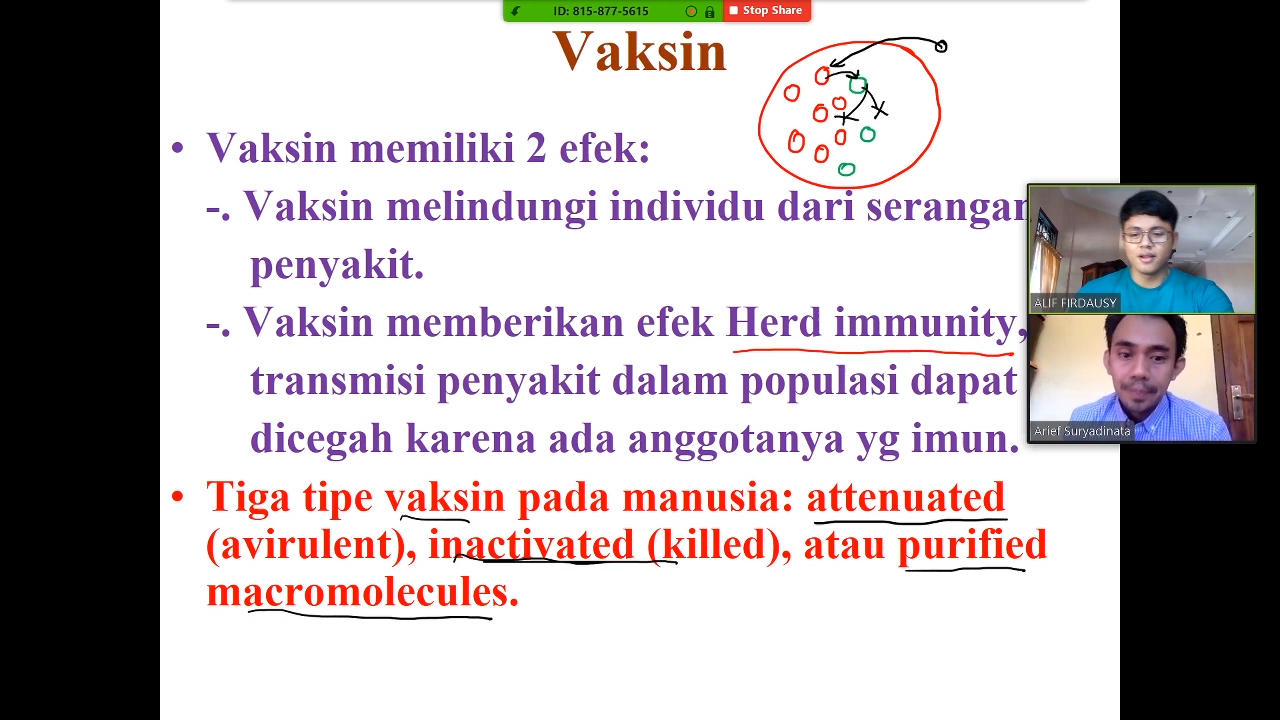 ID: 815-877-5615
Stop Share
Vaksin
• Vaksin memiliki 2 efek:
-. Vaksin melindungi individu dari serangan
penyakit.
-. Vaksin memberikan efek Herd immunity,
transmisi penyakit dalam populasi dapat
dicegah karena ada anggotanya yg imun.
• Tiga tipe vaksin pada manusia: attenuated
(avirulent), inactivated (killed), atau purified
macromolecules.
ALIF FIRDAUSY
Arief Suryadinata